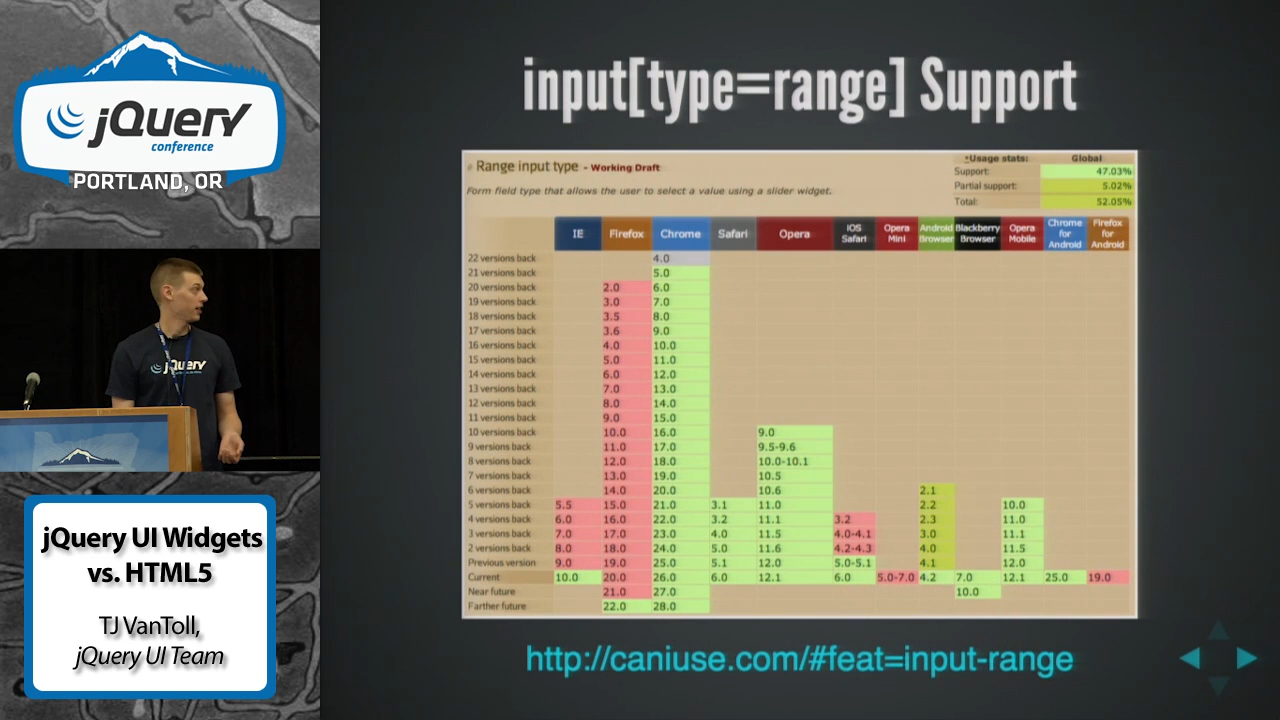 jQuery
conference
PORTLAND, OR
jQuery
jQuery UI Widgets
vs. HTML5
TJ VanToll,
jQuery UI Team
input[type=range] Support
Range input type - Working Draft
Form field type that allows the user to select a value using a slider widget.
*Usage stats: Global
Support: 47.03%
Partial support: 5.02%
Total: 52.05%
IE Firefox Chrome Safari Opera iOS Safari Opera Mini Android Browser Blackberry Browser Opera Mobile Chrome for Android Firefox for Android
22 versions back 4.0
21 versions back 5.0
20 versions back 2.0 6.0
19 versions back 3.0 7.0
18 versions back 3.5 8.0
17 versions back 3.6 9.0
16 versions back 4.0 10.0
15 versions back 5.0 11.0
14 versions back 6.0 12.0
13 versions back 7.0 13.0
12 versions back 8.0 14.0
11 versions back 9.0 15.0
10 versions back 10.0 16.0 9.0
9 versions back 11.0 17.0 9.5-9.6
8 versions back 12.0 18.0 10.0-10.1
7 versions back 13.0 19.0 10.5
6 versions back 14.0 20.0 10.6 2.1
5 versions back 5.5 15.0 21.0 3.1 11.0 2.2 10.0
4 versions back 6.0 16.0 22.0 3.2 11.1 3.2 2.3 11.0
3 versions back 7.0 17.0 23.0 4.0 11.5 4.0-4.1 3.0 11.1
2 versions back 8.0 18.0 24.0 5.0 11.6 4.2-4.3 4.0 11.5
Previous version 9.0 19.0 25.0 5.1 12.0 5.0-5.1 4.1 12.0
Current 10.0 20.0 26.0 6.0 12.1 6.0 5.0-7.0 4.2 7.0 12.1 25.0 19.0
Near future 21.0 27.0 10.0
Farther future 22.0 28.0
http://caniuse.com/#feat=input-range